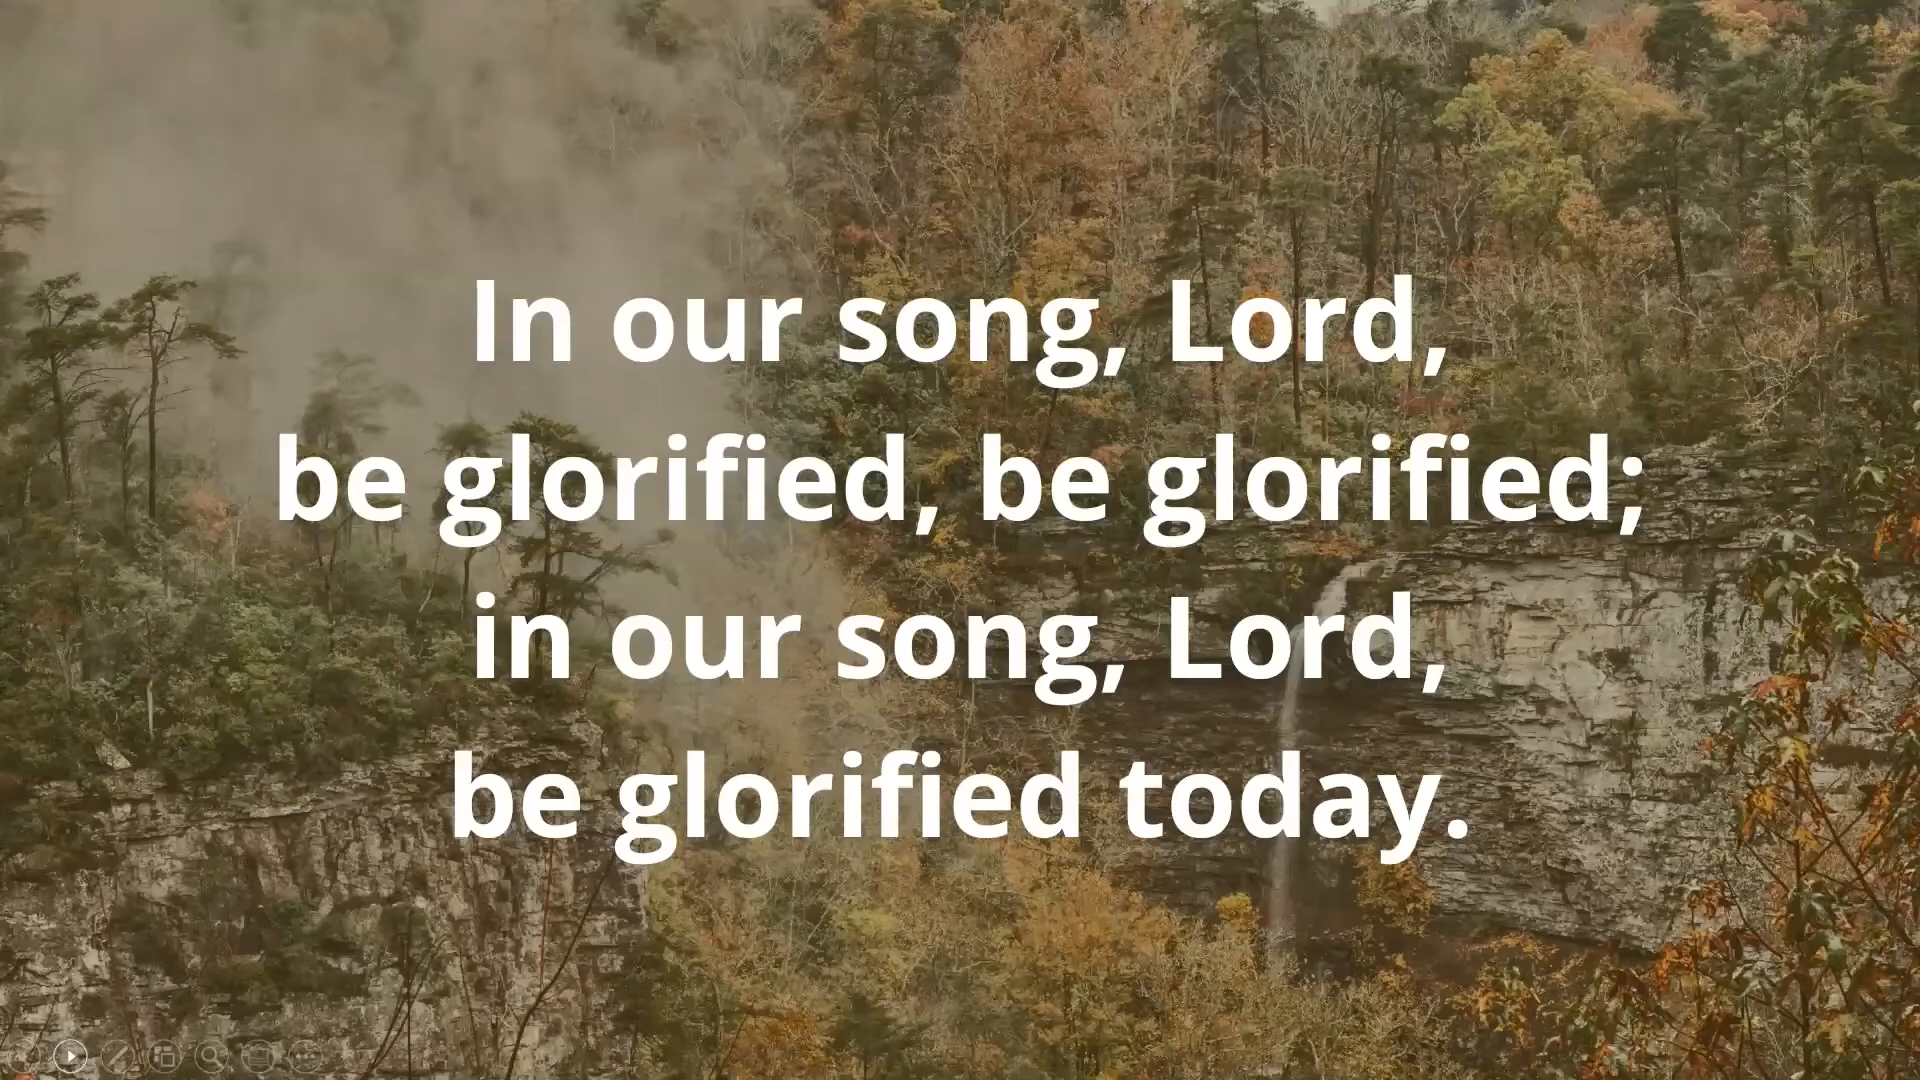 In our song, Lord,
be glorified, be glorified;
in our song, Lord,
be glorified today.